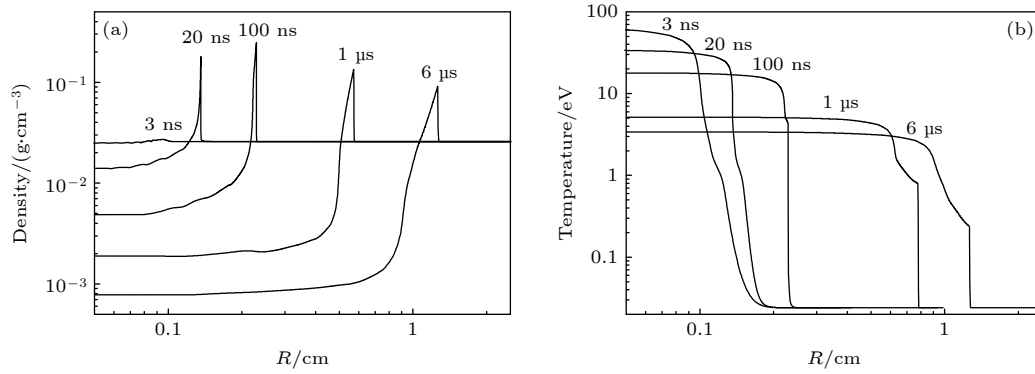 (a)
20 ns
100 ns
1 µs
6 µs
3 ns
10−1
10−2
10−3
Density/(g·cm−3)
0.1
1
R/cm
(b)
3 ns
20 ns
100 ns
1 µs
6 µs
100
10
1
0.1
Temperature/eV
0.1
1
R/cm